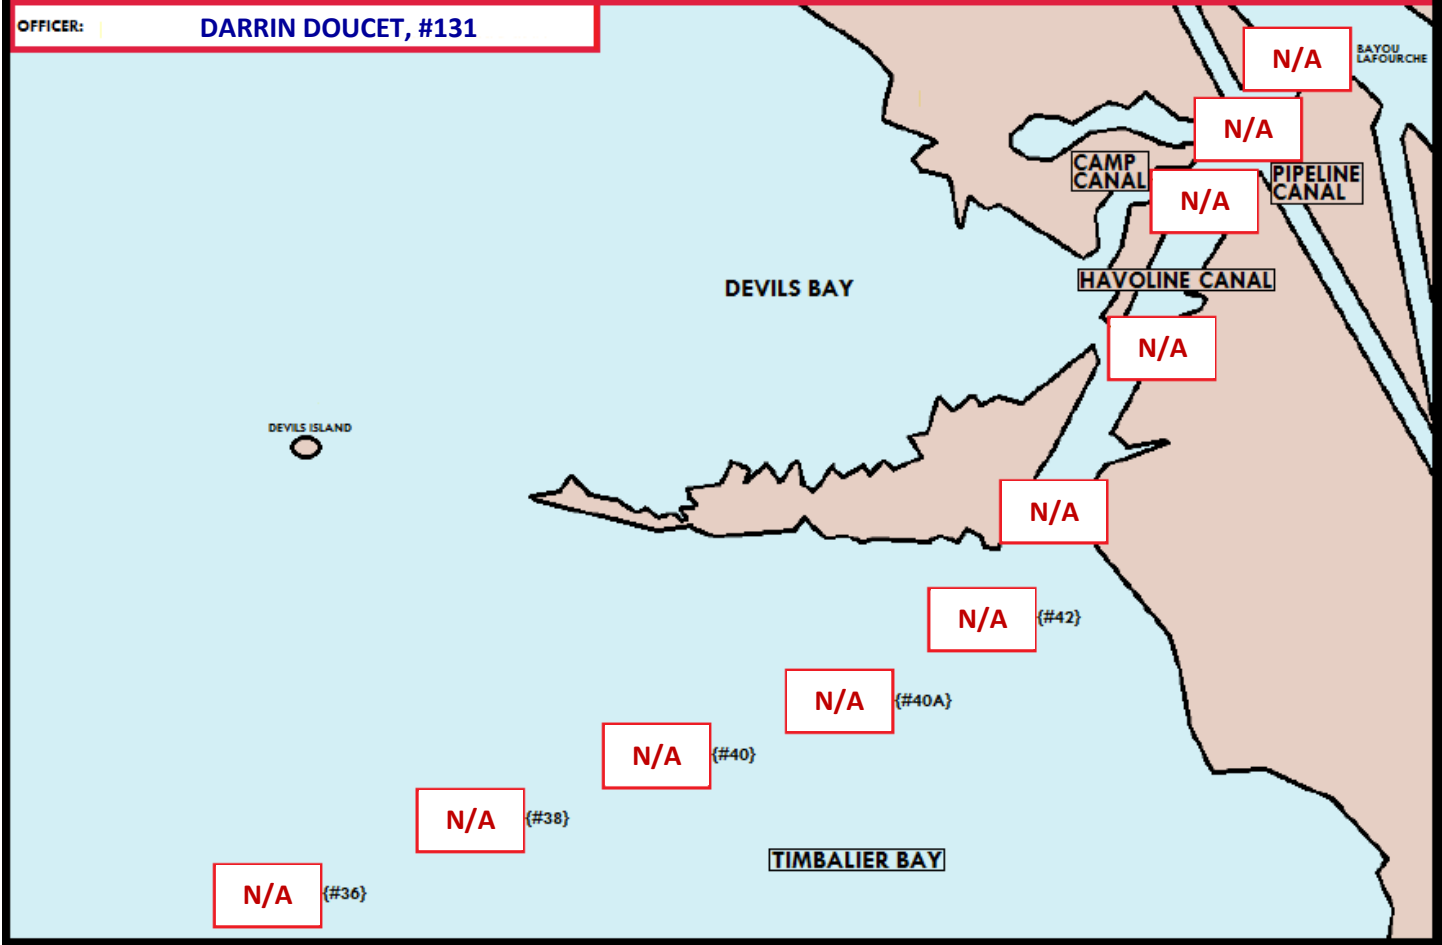 OFFICER: DARRIN DOUCET, #131
N/A
BAYOU
LAFOURCHE
N/A
CAMP
CANAL
PIPELINE
CANAL
N/A
HAVOLINE CANAL
DEVILS BAY
N/A
DEVILS ISLAND
N/A
N/A {#42}
N/A {#40A}
N/A {#40}
N/A {#38}
TIMBALIER BAY
N/A {#36}